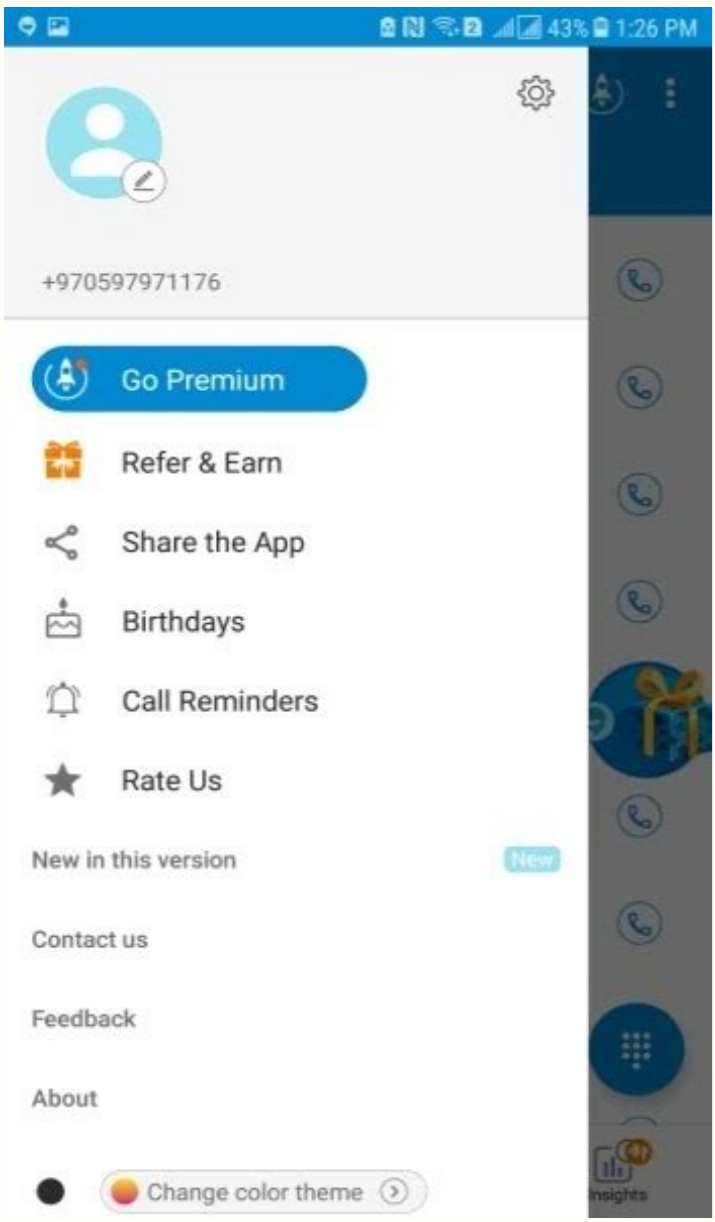 43% 1:26 PM
+970597971176
Go Premium
Refer & Earn
Share the App
Birthdays
Call Reminders
Rate Us
New in this version New
Contact us
Feedback
About
Change color theme
Insights